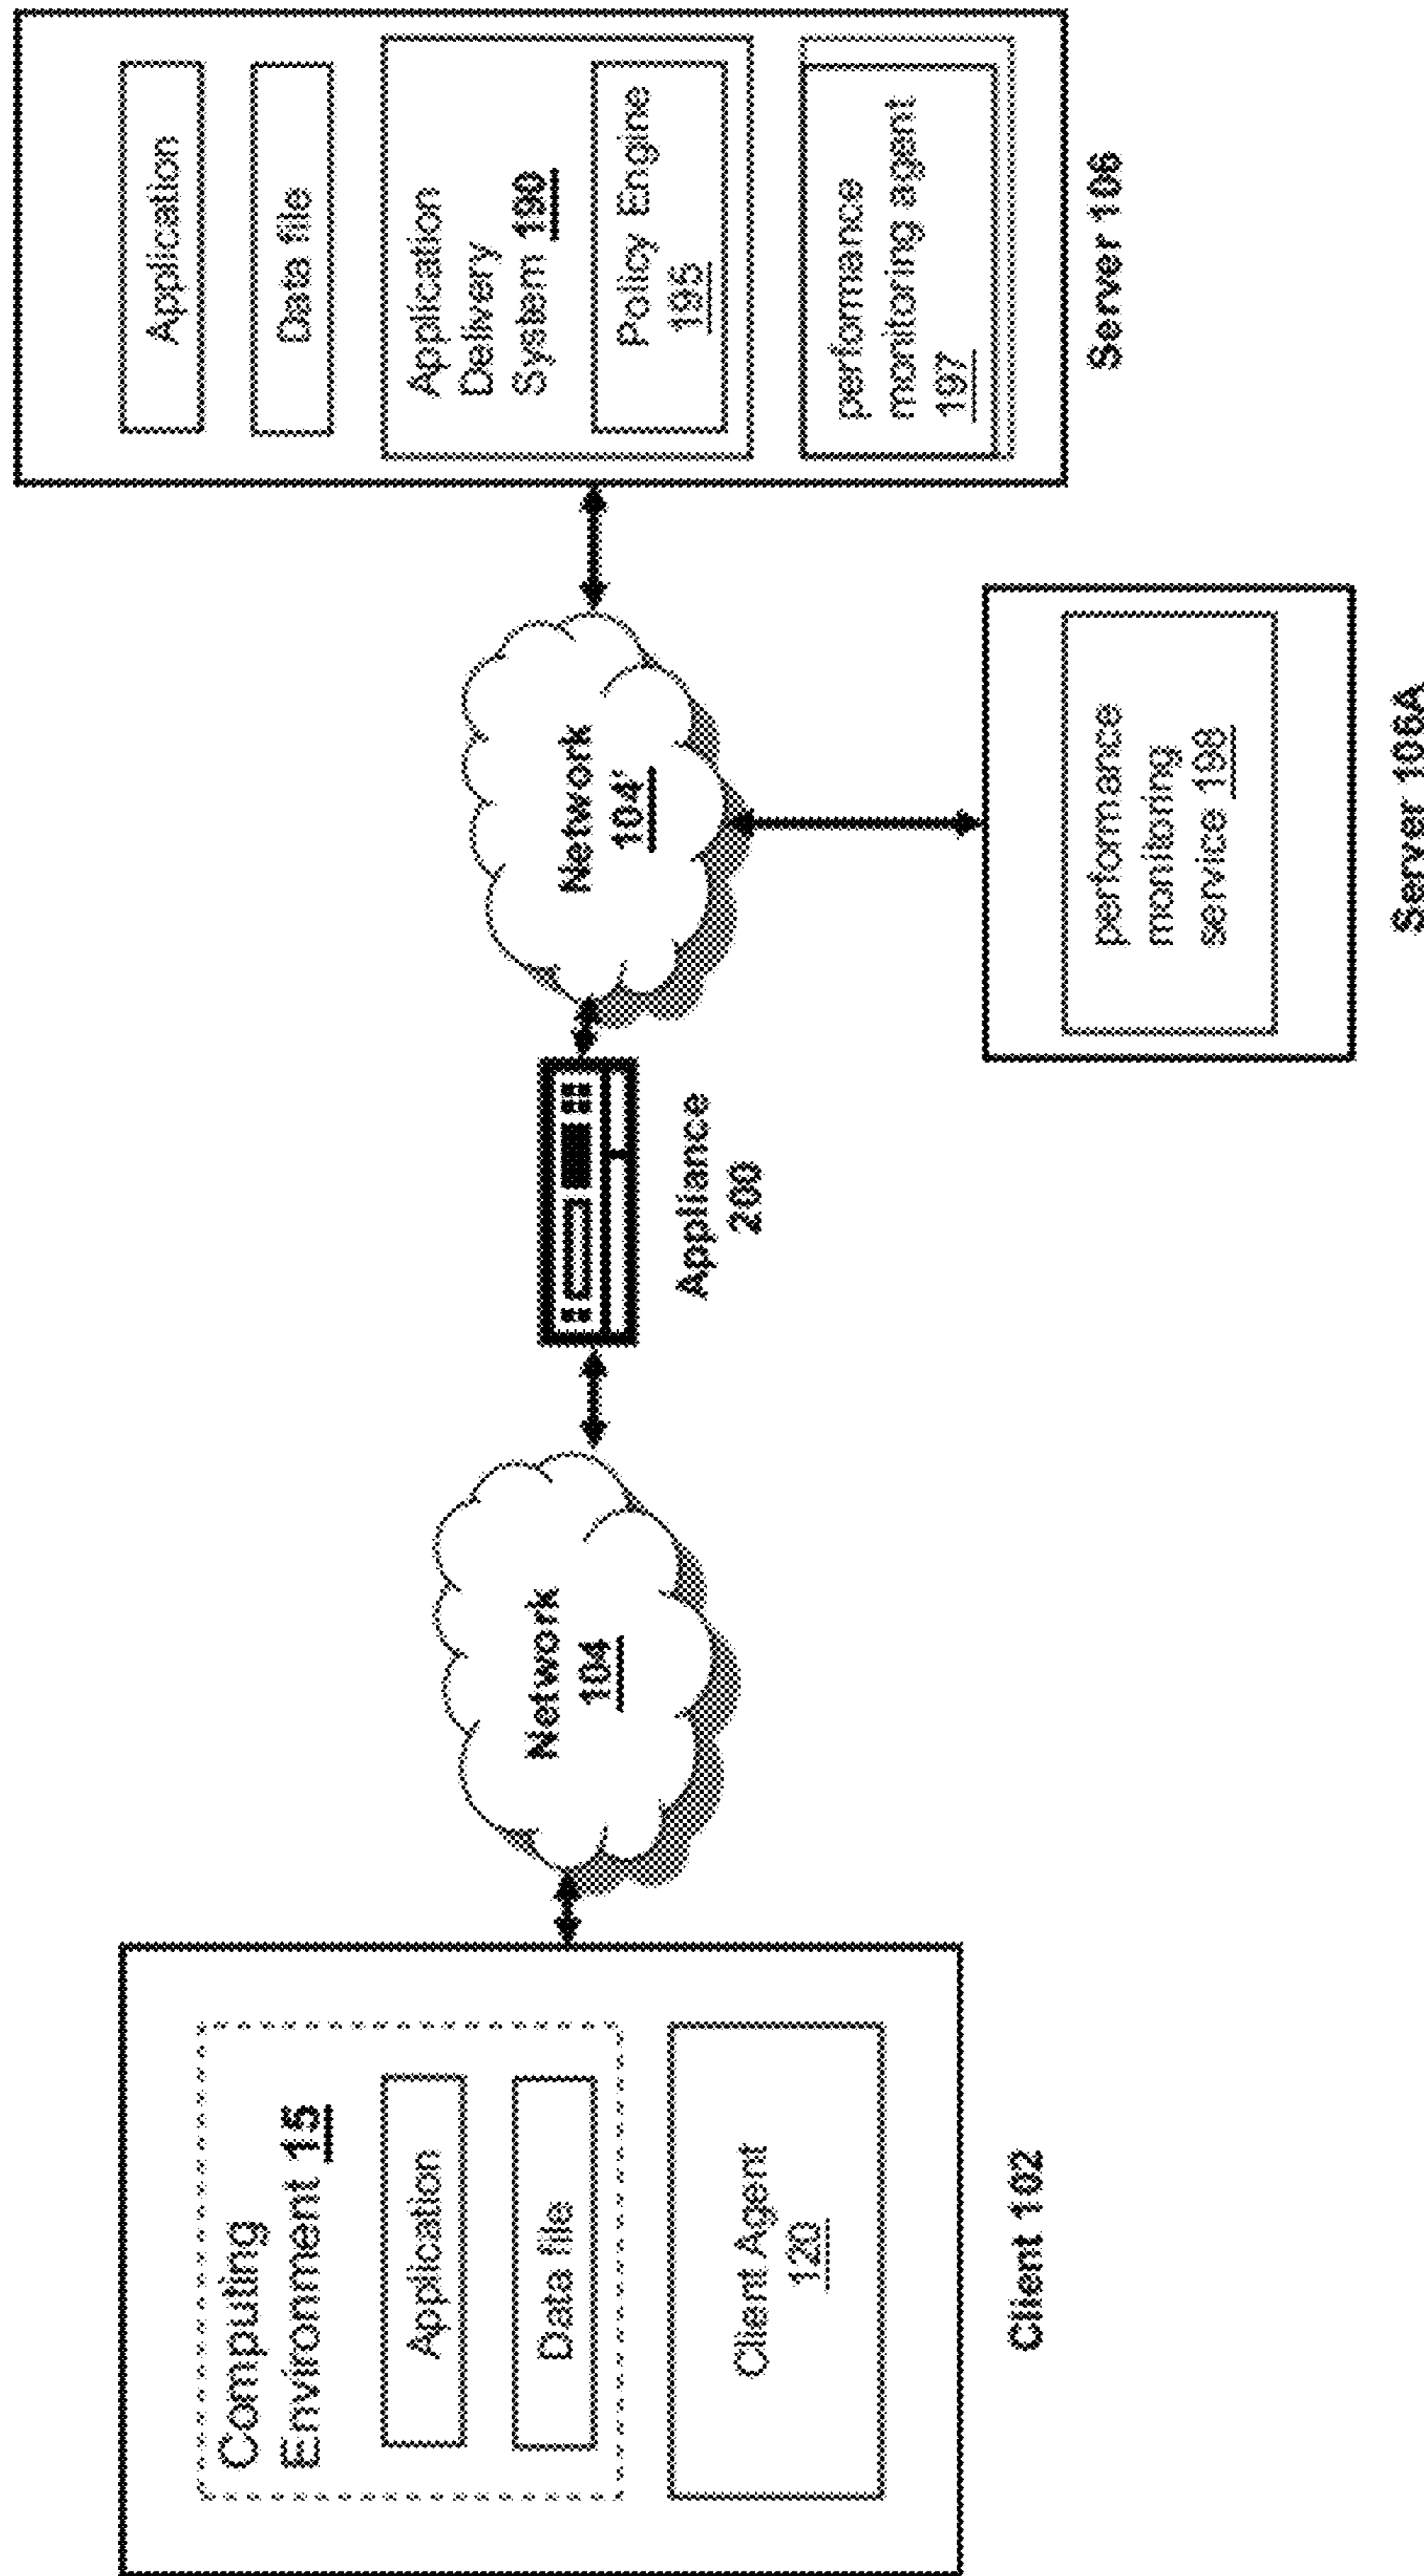 Computing
Environment 15
Application
Data file
Client Agent
120
Client 102
Network
104
Appliance
200
Network
104'
performance
monitoring
service 198
Server 106A
Application
Data file
Application
Delivery
System 190
Policy Engine
195
performance
monitoring agent
197
Server 106